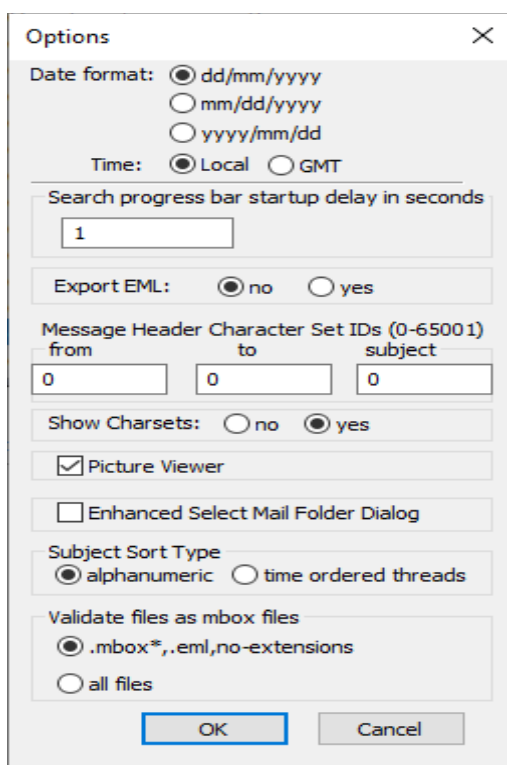 Options
Date format: dd/mm/yyyy
mm/dd/yyyy
yyyy/mm/dd
Time: Local GMT
Search progress bar startup delay in seconds
1
Export EML: no yes
Message Header Character Set IDs (0-65001)
from to subject
0 0 0
Show Charsets: no yes
Picture Viewer
Enhanced Select Mail Folder Dialog
Subject Sort Type
alphanumeric time ordered threads
Validate files as mbox files
.mbox*,.eml,no-extensions
all files
OK Cancel